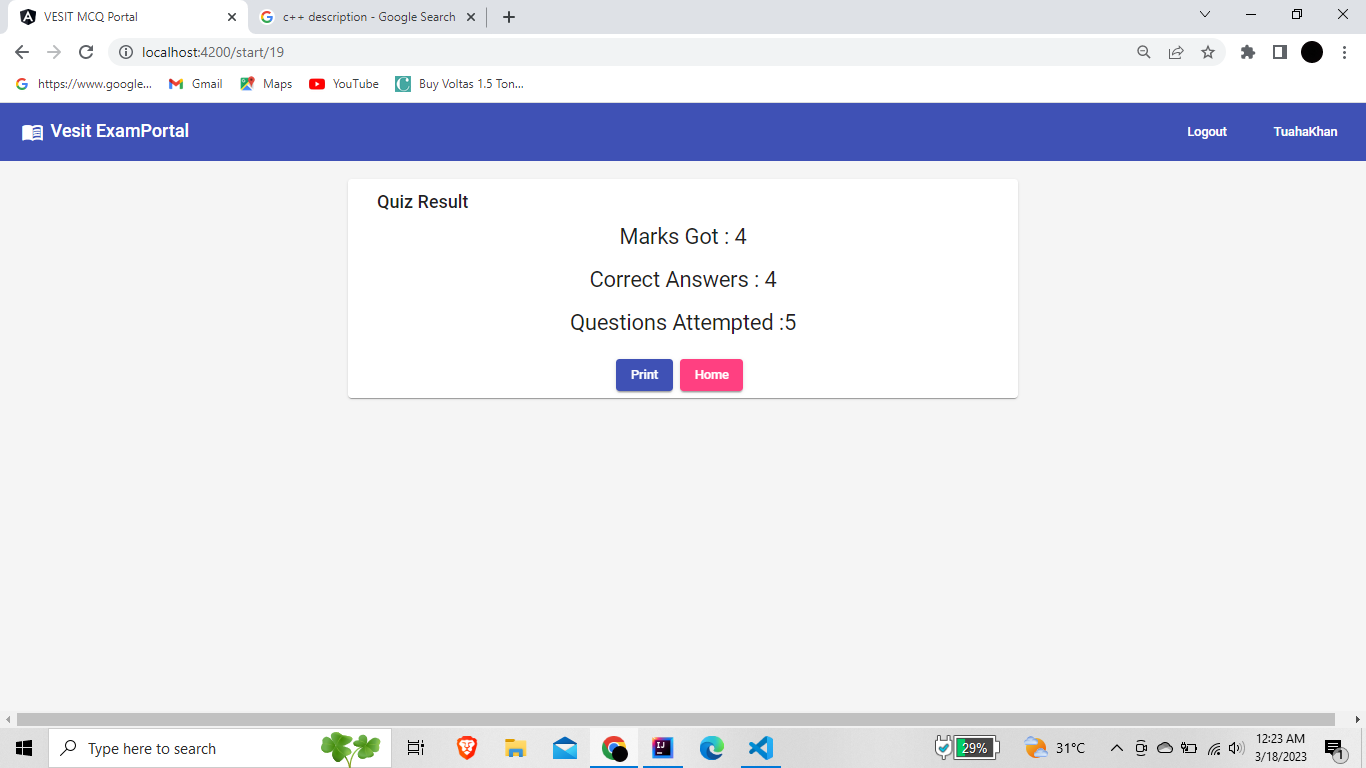 VESIT MCQ Portal
c++ description - Google Search
localhost:4200/start/19
https://www.google...
Gmail
Maps
YouTube
Buy Voltas 1.5 Ton...
Vesit ExamPortal
Logout
TuahaKhan
Quiz Result
Marks Got : 4
Correct Answers : 4
Questions Attempted :5
Print
Home
Type here to search
29%
31°C
12:23 AM
3/18/2023
1